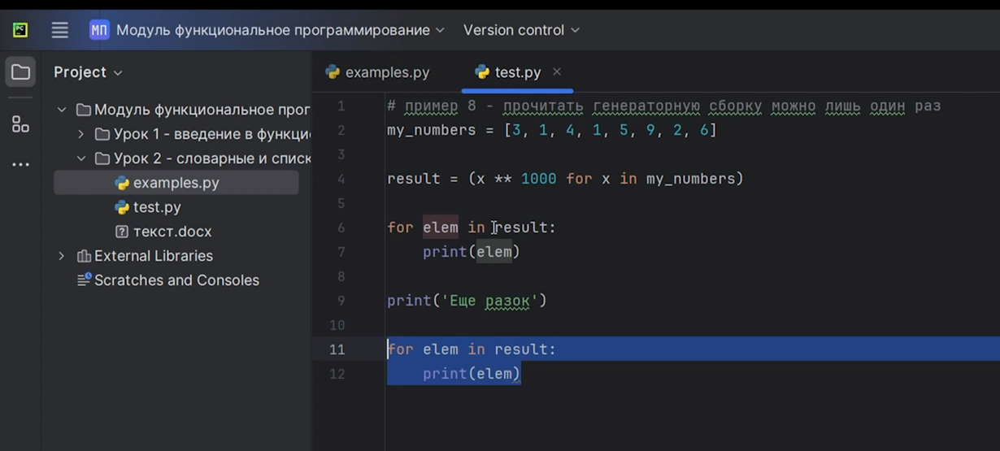 PC
МП Модуль функциональное программирование Version control
Project
examples.py test.py
Модуль функциональное прог
Урок 1 - введение в функци
Урок 2 - словарные и списк
examples.py
test.py
текст.docx
External Libraries
Scratches and Consoles
1 # пример 8 - прочитать генераторную сборку можно лишь один раз
2 my_numbers = [3, 1, 4, 1, 5, 9, 2, 6]
3
4 result = (x ** 1000 for x in my_numbers)
5
6 for elem in result:
7 print(elem)
8
9 print('Еще разок')
10
11 for elem in result:
12 print(elem)